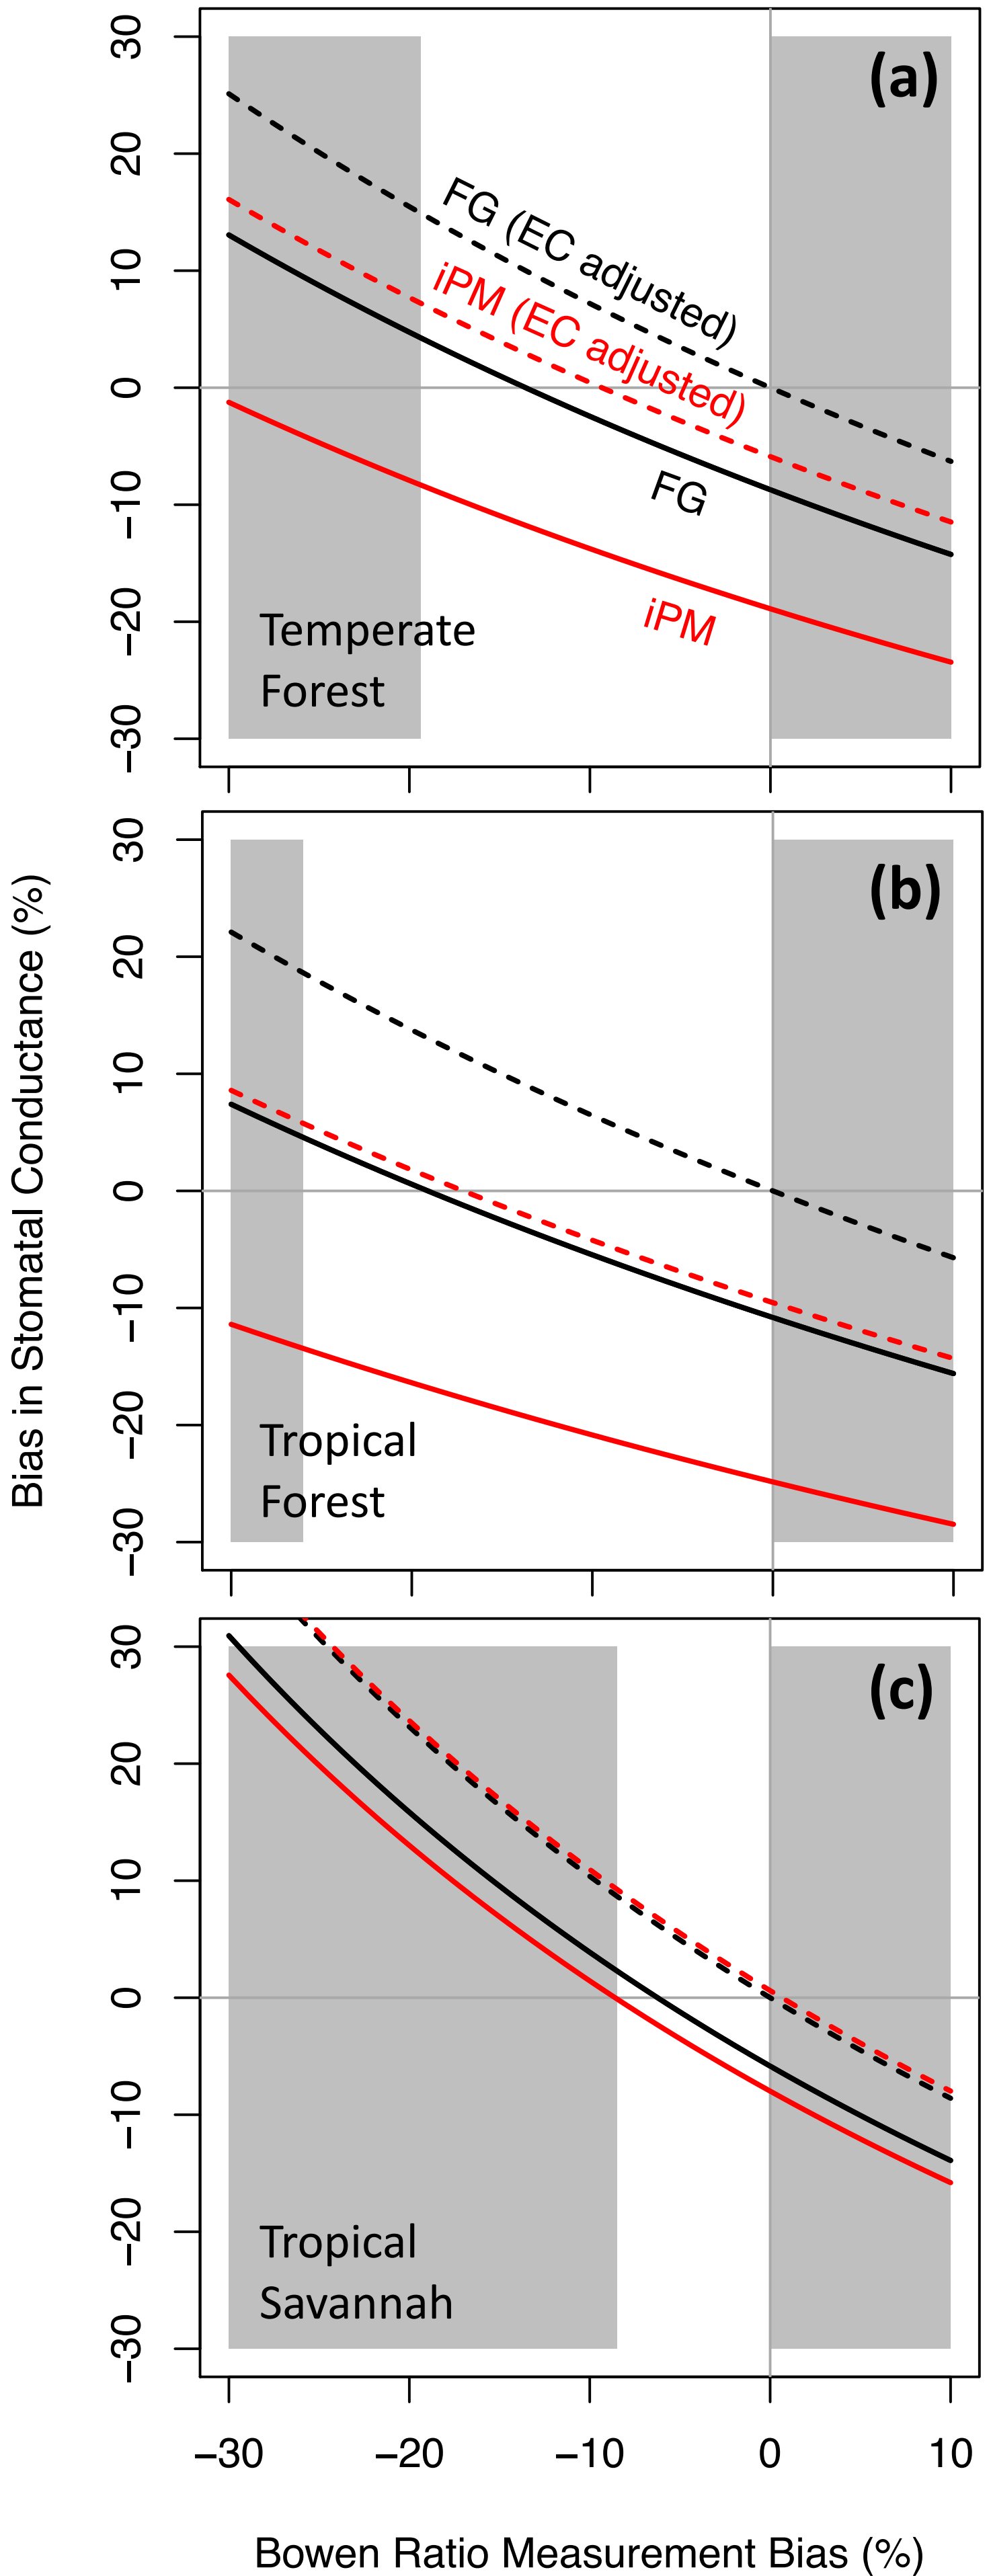 30
20
10
0
−10
−20
−30
(a)
FG (EC adjusted)
iPM (EC adjusted)
FG
iPM
Temperate
Forest
Bias in Stomatal Conductance (%)
30
20
10
0
−10
−20
−30
(b)
Tropical
Forest
30
20
10
0
−10
−20
−30
(c)
Tropical
Savannah
−30 −20 −10 0 10
Bowen Ratio Measurement Bias (%)